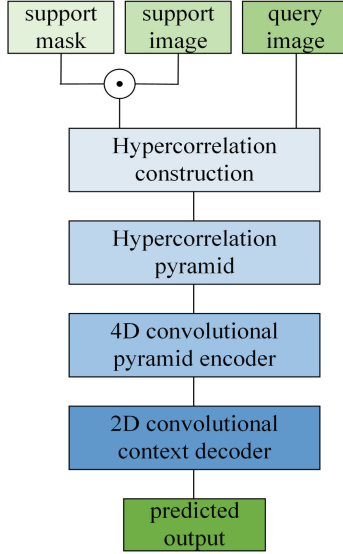 support
mask
support
image
query
image
Hypercorrelation
construction
Hypercorrelation
pyramid
4D convolutional
pyramid encoder
2D convolutional
context decoder
predicted
output